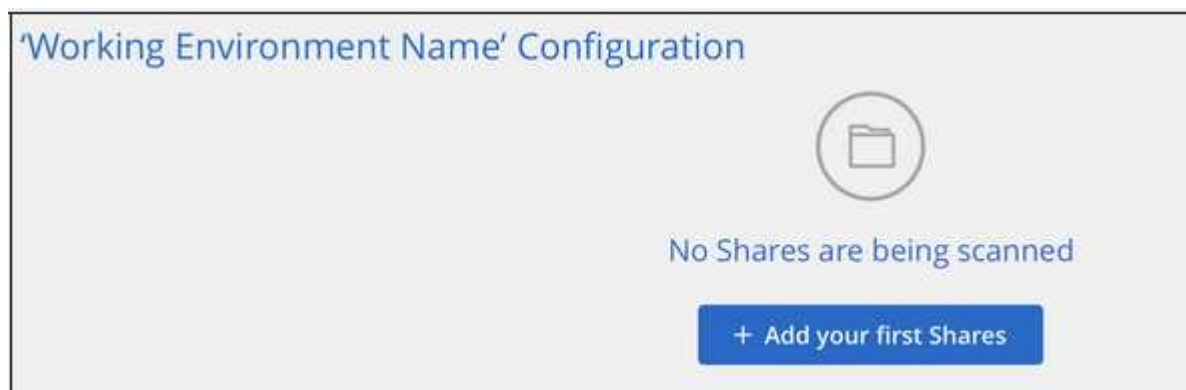 ‘Working Environment Name’ Configuration
No Shares are being scanned
+ Add your first Shares